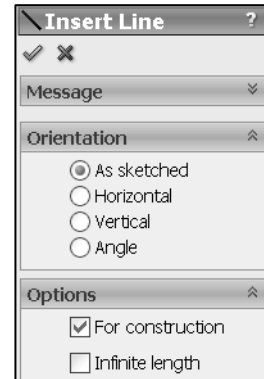 Insert Line ?
Message
Orientation
As sketched
Horizontal
Vertical
Angle
Options
For construction
Infinite length